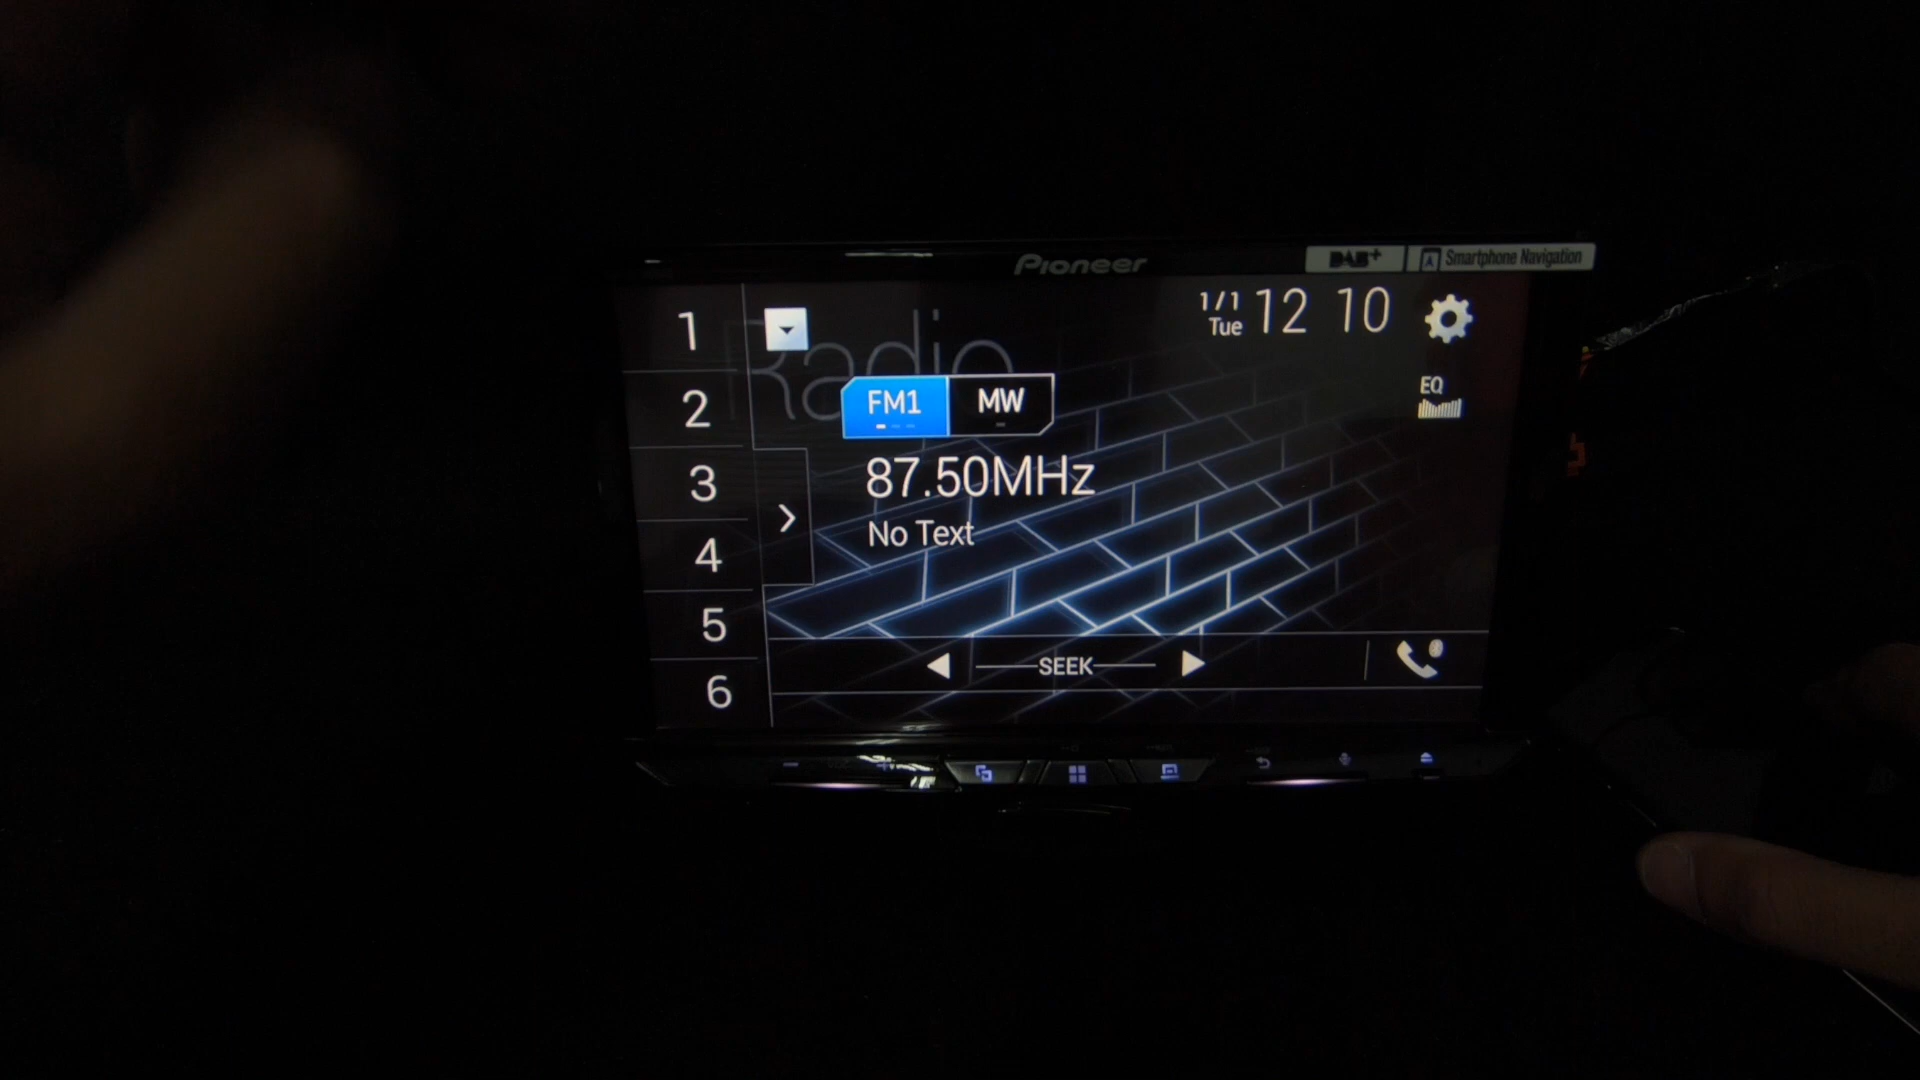 Pioneer
DAB+
Smartphone Navigation
Radio
1/1
Tue
12 10
1
2
3
4
5
6
FM1
MW
EQ
87.50MHz
No Text
SEEK